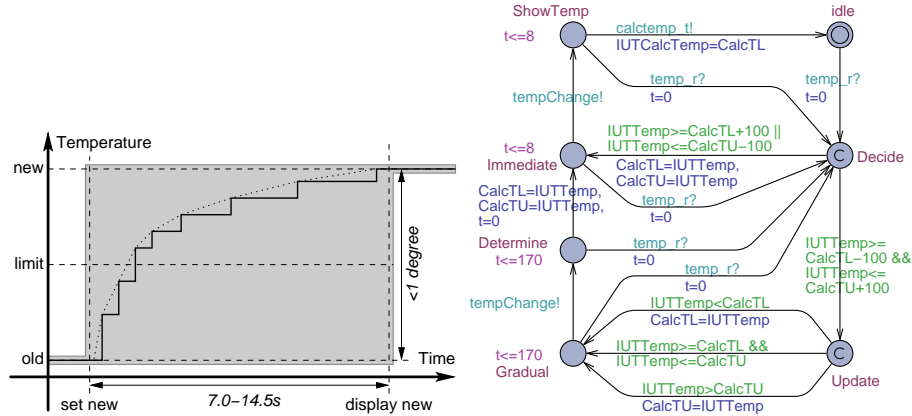 Temperature
new
limit
old
Time
<1 degree
set new
7.0−14.5s
display new
ShowTemp
t<=8
calctemp_t!
IUTCalcTemp=CalcTL
idle
temp_r?
t=0
temp_r?
t=0
tempChange!
t<=8
Immediate
IUTTemp>=CalcTL+100 ||
IUTTemp<=CalcTU−100
CalcTL=IUTTemp,
CalcTU=IUTTemp
C
Decide
CalcTL=IUTTemp,
CalcTU=IUTTemp,
t=0
temp_r?
t=0
Determine
t<=170
temp_r?
t=0
temp_r?
t=0
IUTTemp>=
CalcTL−100 &&
IUTTemp<=
CalcTU+100
tempChange!
IUTTemp<CalcTL
CalcTL=IUTTemp
t<=170
Gradual
IUTTemp>=CalcTL &&
IUTTemp<=CalcTU
C
Update
IUTTemp>CalcTU
CalcTU=IUTTemp